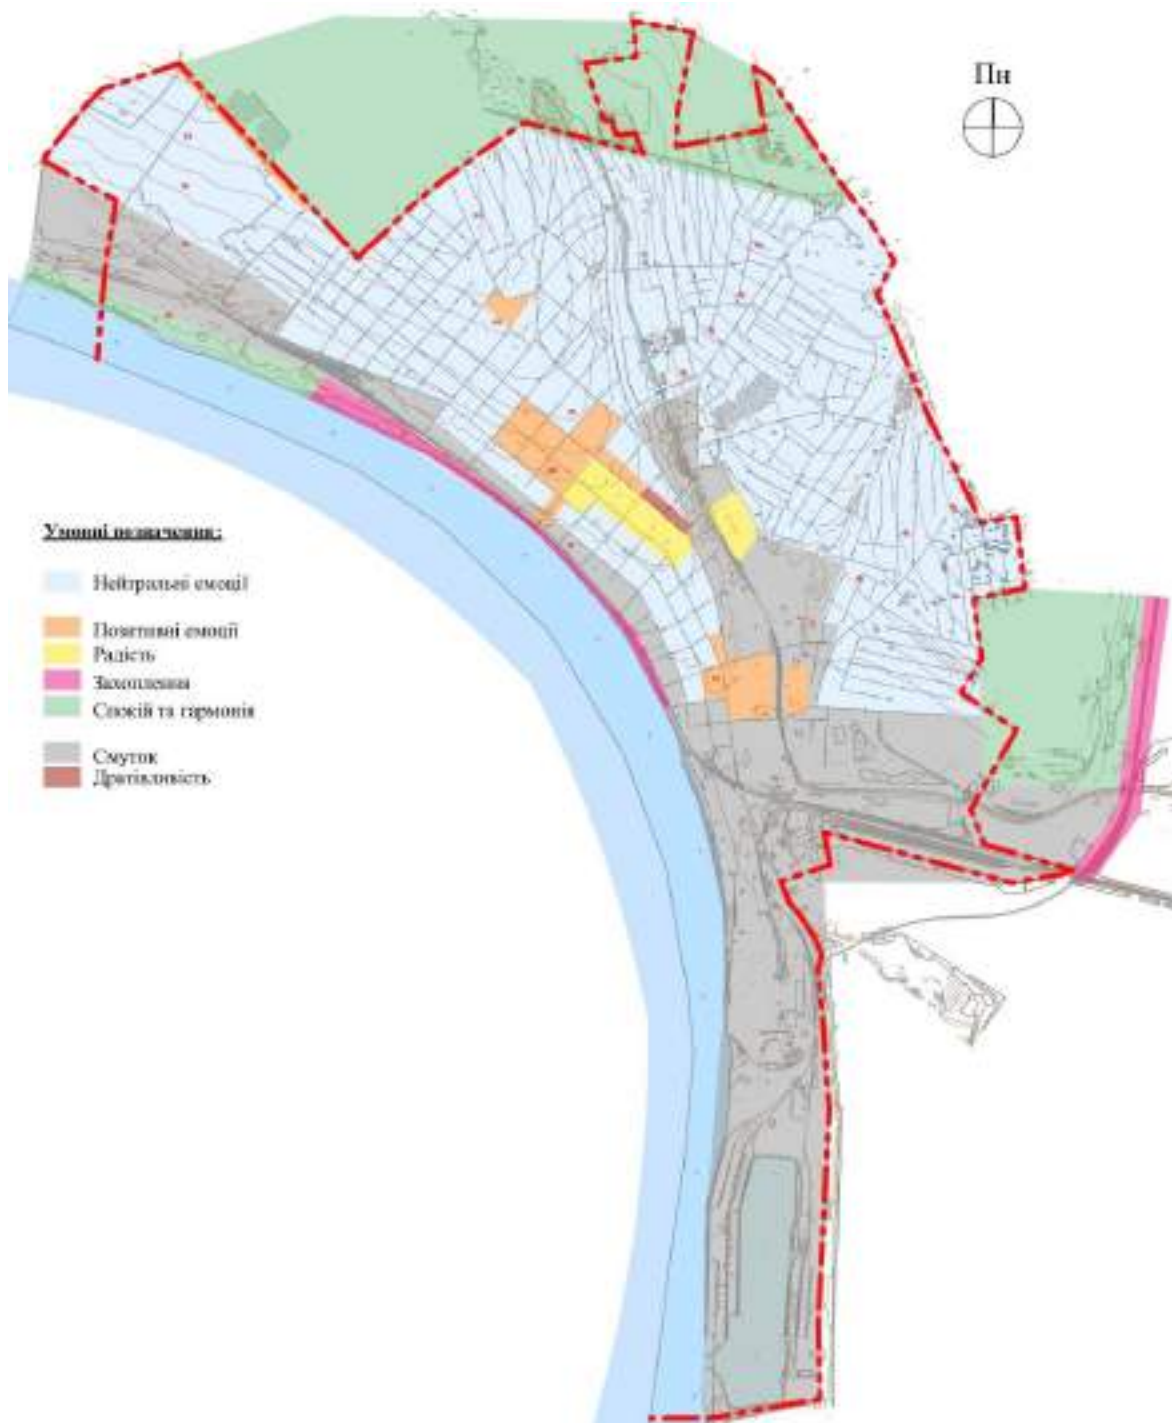 Пн
Умовні позначення:
Нейтральні емоції
Позитивні емоції
Радість
Захоплення
Спокій та гармонія
Смуток
Дратівливість